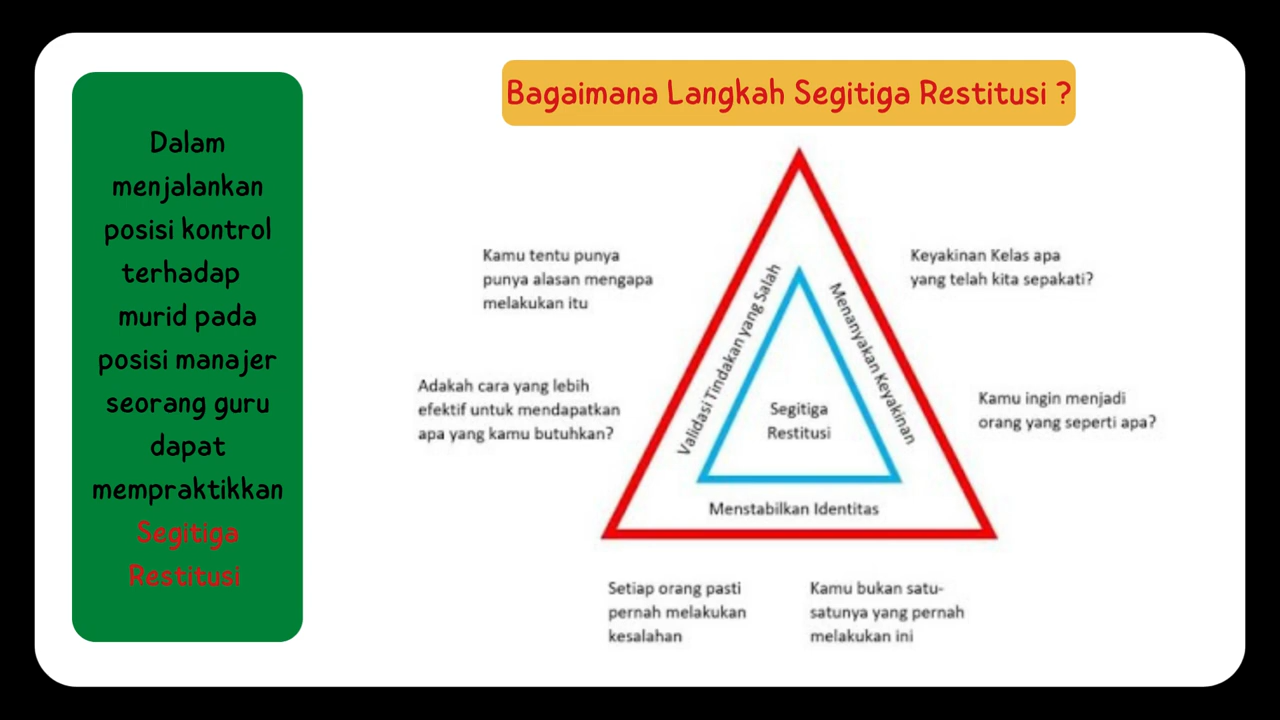 Dalam
menjalankan
posisi kontrol
terhadap
murid pada
posisi manajer
seorang guru
dapat
mempraktikkan
Segitiga
Restitusi
Bagaimana Langkah Segitiga Restitusi ?
Kamu tentu punya
punya alasan mengapa
melakukan itu
Adakah cara yang lebih
efektif untuk mendapatkan
apa yang kamu butuhkan?
Validasi Tindakan yang Salah
Segitiga
Restitusi
Menanyakan Keyakinan
Menstabilkan Identitas
Keyakinan Kelas apa
yang telah kita sepakati?
Kamu ingin menjadi
orang yang seperti apa?
Setiap orang pasti
pernah melakukan
kesalahan
Kamu bukan satu-
satunya yang pernah
melakukan ini